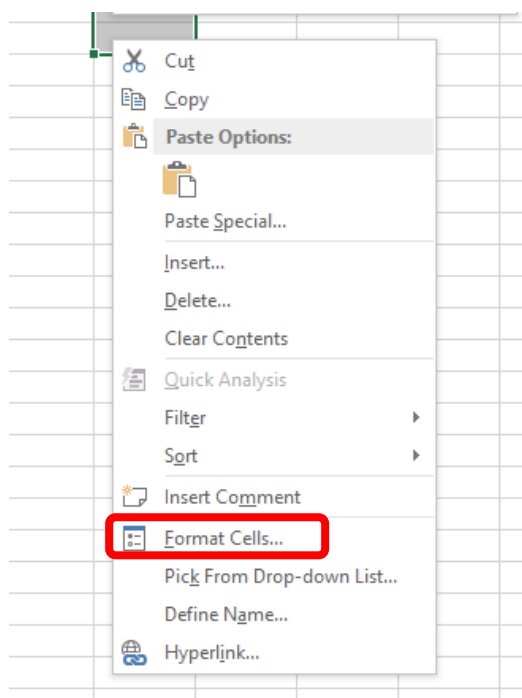 Cut
Copy
Paste Options:
Paste Special...
Insert...
Delete...
Clear Contents
Quick Analysis
Filter
Sort
Insert Comment
Format Cells...
Pick From Drop-down List...
Define Name...
Hyperlink...